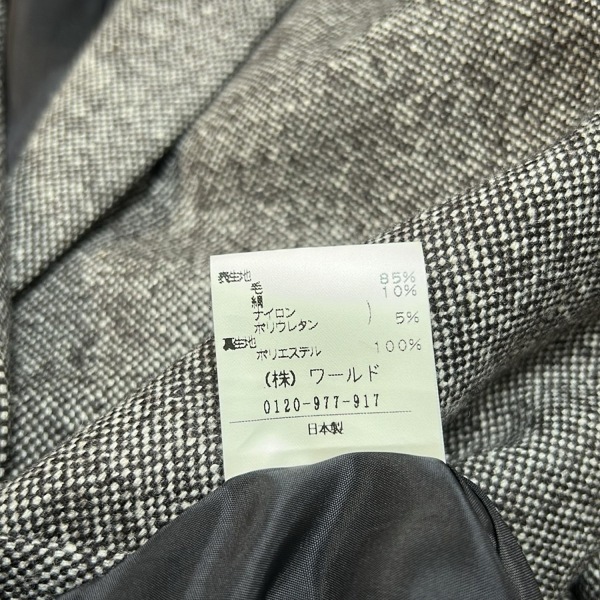 表生地
毛 85%
絹 10%
ナイロン
ポリウレタン ) 5%
裏生地
ポリエステル 100%
(株) ワールド
0120-977-917
日本製